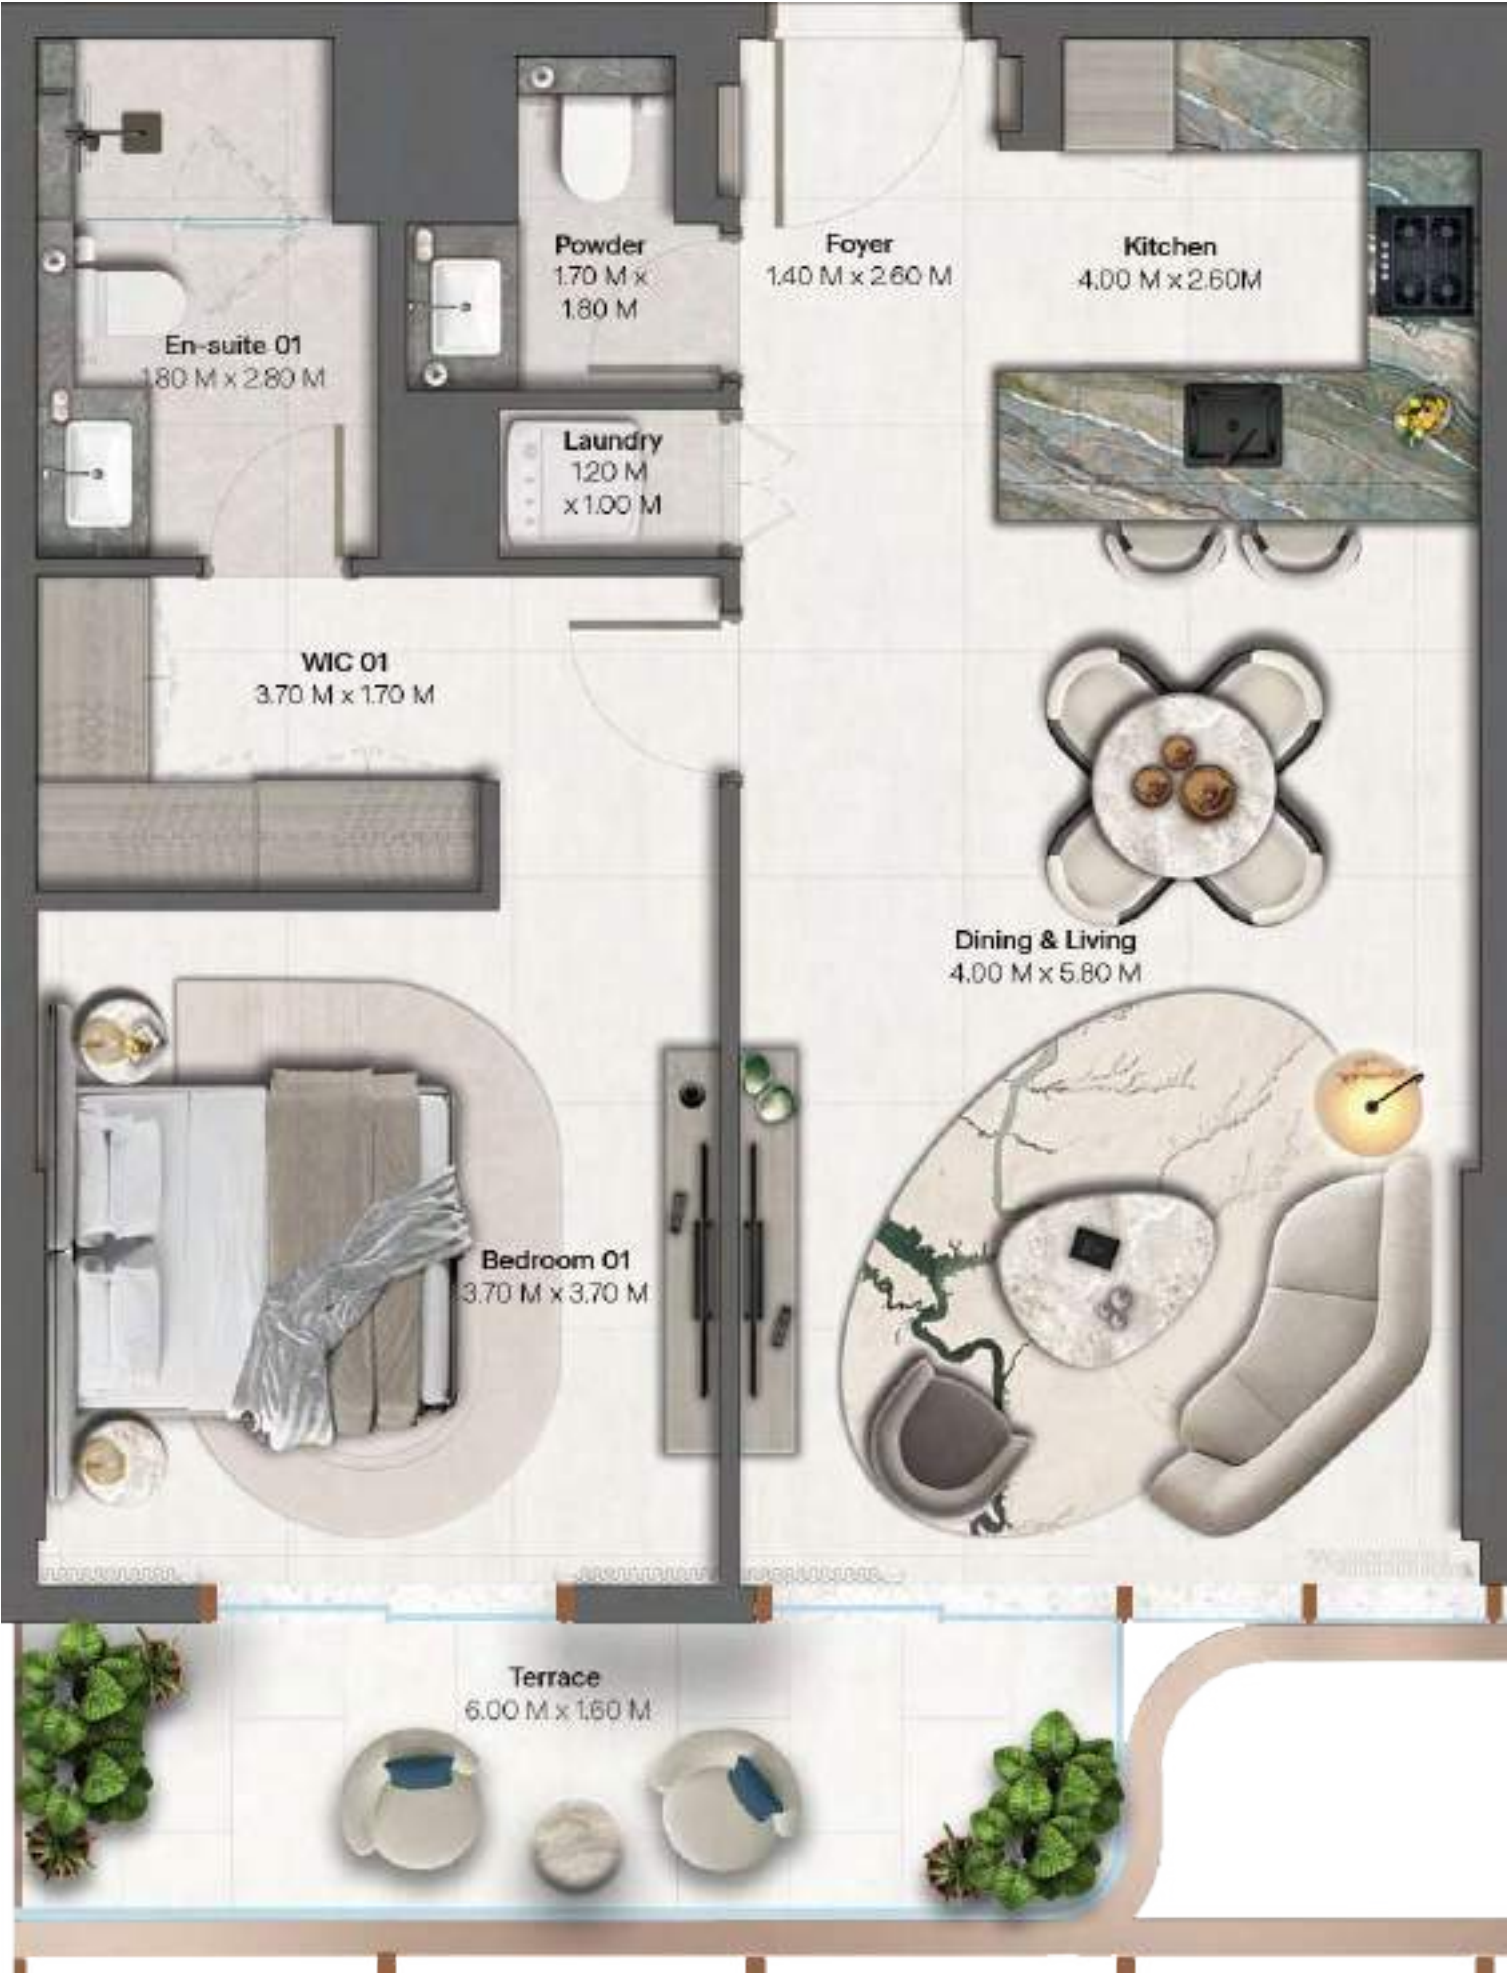 Powder
1.70 M x
1.80 M
Foyer
1.40 M x 2.60 M
Kitchen
4.00 M x 2.60M
En-suite 01
1.80 M x 2.80 M
Laundry
1.20 M
x 1.00 M
WIC 01
3.70 M x 1.70 M
Dining & Living
4.00 M x 5.80 M
Bedroom 01
3.70 M x 3.70 M
Terrace
6.00 M x 1.60 M